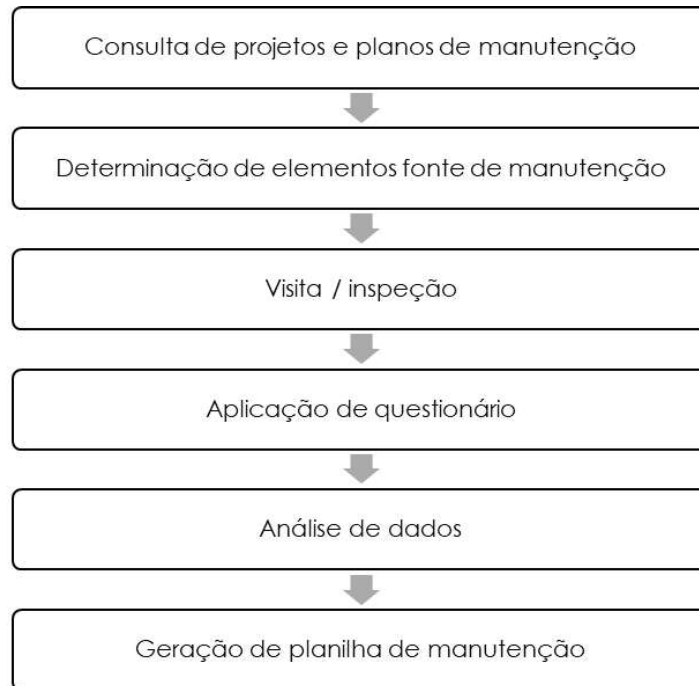 Consulta de projetos e planos de manutenção
Determinação de elementos fonte de manutenção
Visita / inspeção
Aplicação de questionário
Análise de dados
Geração de planilha de manutenção